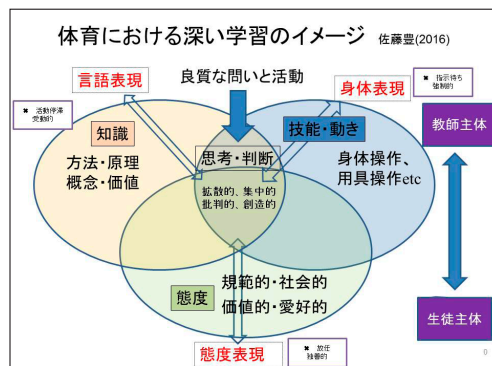 体育における深い学習のイメージ 佐藤豊(2016)
言語表現
良質な問いと活動
身体表現
✖ 指示待ち
強制的
✖ 活動停滞
受動的
教師主体
知識
技能・動き
思考・判断
方法・原理
概念・価値
身体操作、
用具操作etc
拡散的、集中的
批判的、創造的
態度
規範的・社会的
価値的・愛好的
生徒主体
態度表現
✖ 放任
独善的
0